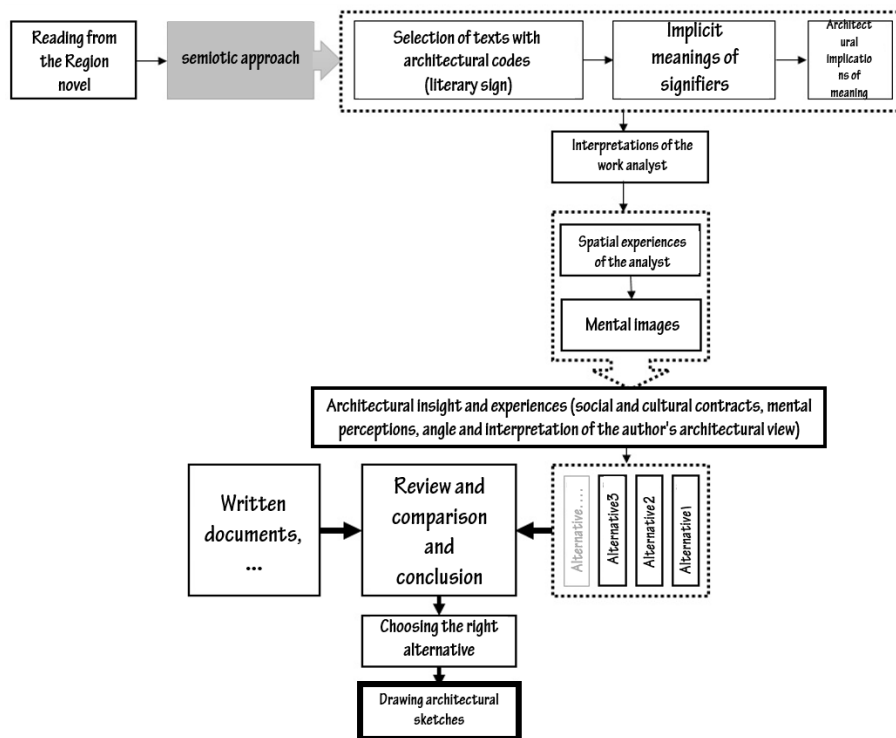 Reading from
the Region
novel
semiotic approach
Selection of texts with
architectural codes
(literary sign)
Implicit
meanings of
signifiers
Architect
ural
implicatio
ns of
meaning
Interpretations of the
work analyst
Spatial experiences
of the analyst
Mental images
Architectural insight and experiences (social and cultural contracts, mental
perceptions, angle and interpretation of the author's architectural view)
Written
documents,
...
Review and
comparison
and
conclusion
Alternative....
Alternative3
Alternative2
Alternative1
Choosing the right
alternative
Drawing architectural
sketches